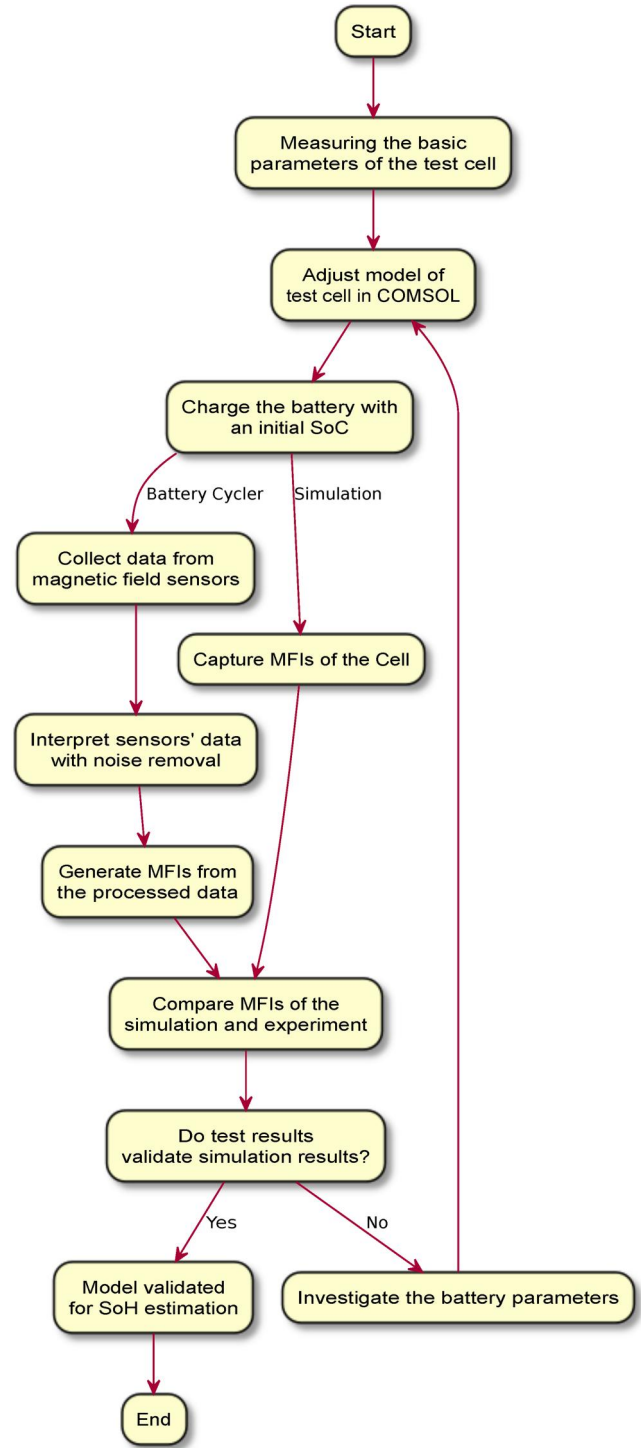 Start
Measuring the basic
parameters of the test cell
Adjust model of
test cell in COMSOL
Charge the battery with
an initial SoC
Battery Cycler
Simulation
Collect data from
magnetic field sensors
Capture MFIs of the Cell
Interpret sensors' data
with noise removal
Generate MFIs from
the processed data
Compare MFIs of the
simulation and experiment
Do test results
validate simulation results?
Yes
No
Model validated
for SoH estimation
Investigate the battery parameters
End